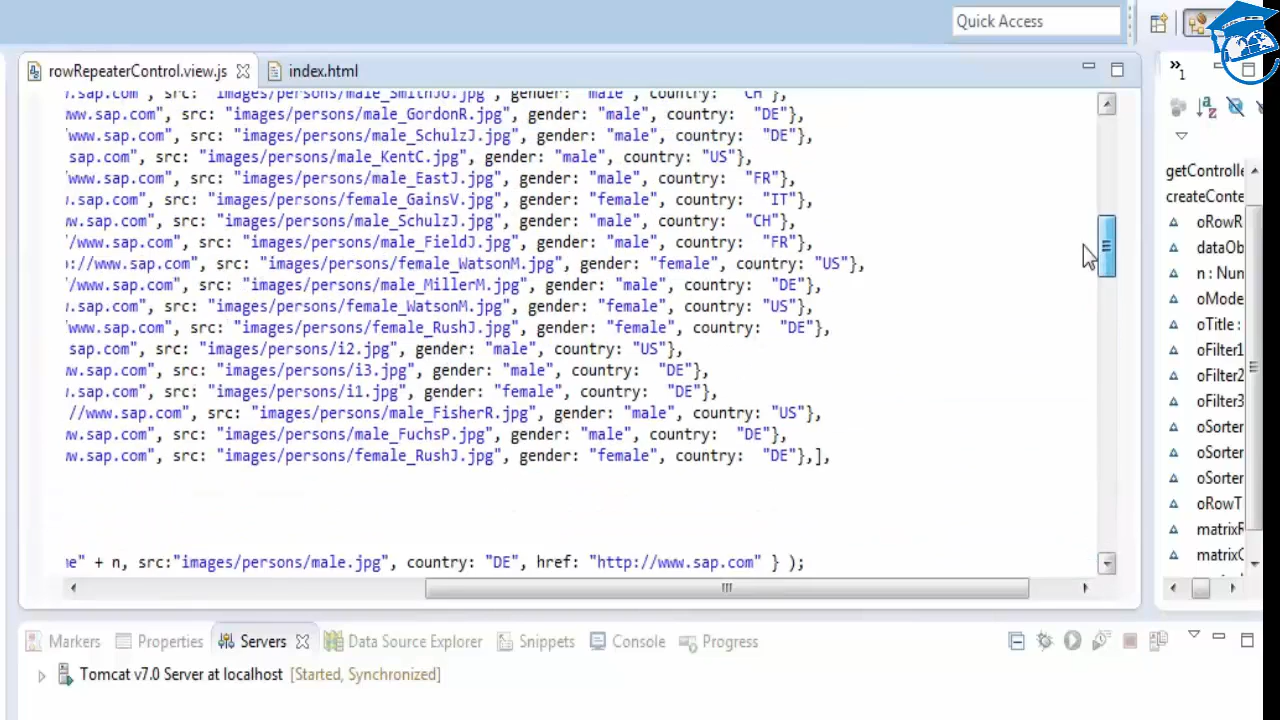 Quick Access
rowRepeaterControl.view.js
index.html
www.sap.com", src: "images/persons/male_GordonR.jpg", gender: "male", country: "DE"},
www.sap.com", src: "images/persons/male_SchulzJ.jpg", gender: "male", country: "DE"},
sap.com", src: "images/persons/male_KentC.jpg", gender: "male", country: "US"},
www.sap.com", src: "images/persons/male_EastJ.jpg", gender: "male", country: "FR"},
.sap.com", src: "images/persons/female_GainsV.jpg", gender: "female", country: "IT"},
w.sap.com", src: "images/persons/male_SchulzJ.jpg", gender: "male", country: "CH"},
/www.sap.com", src: "images/persons/male_FieldJ.jpg", gender: "male", country: "FR"},
://www.sap.com", src: "images/persons/female_WatsonM.jpg", gender: "female", country: "US"},
/www.sap.com", src: "images/persons/male_MillerM.jpg", gender: "male", country: "DE"},
w.sap.com", src: "images/persons/female_WatsonM.jpg", gender: "female", country: "US"},
www.sap.com", src: "images/persons/female_RushJ.jpg", gender: "female", country: "DE"},
sap.com", src: "images/persons/i2.jpg", gender: "male", country: "US"},
w.sap.com", src: "images/persons/i3.jpg", gender: "male", country: "DE"},
.sap.com", src: "images/persons/i1.jpg", gender: "female", country: "DE"},
//www.sap.com", src: "images/persons/male_FisherR.jpg", gender: "male", country: "US"},
w.sap.com", src: "images/persons/male_FuchsP.jpg", gender: "male", country: "DE"},
w.sap.com", src: "images/persons/female_RushJ.jpg", gender: "female", country: "DE"},],
e" + n, src:"images/persons/male.jpg", country: "DE", href: "http://www.sap.com" } );
getControlle
createConte
oRowR
dataOb
n : Num
oMode
oTitle :
oFilter1
oFilter2
oFilter3
oSorter
oSorter
oSorter
oRowT
matrixR
matrixC
Markers
Properties
Servers
Data Source Explorer
Snippets
Console
Progress
Tomcat v7.0 Server at localhost [Started, Synchronized]